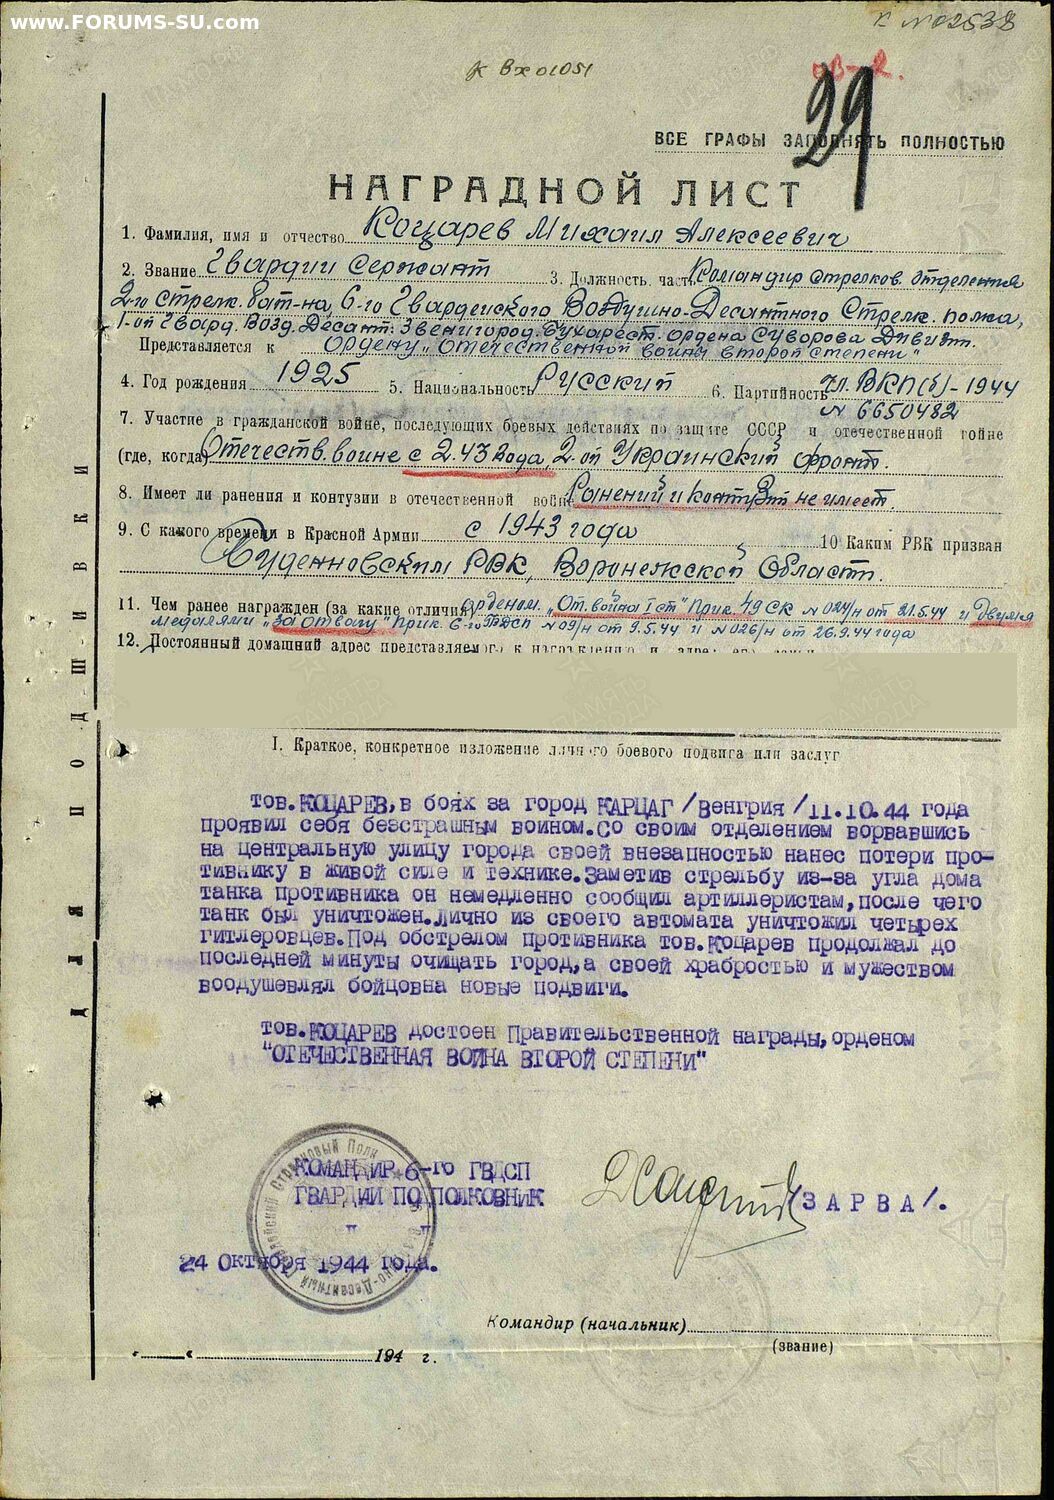 www.FORUMS-SU.com
К №02538
К Вх 01051
29
ВСЕ ГРАФЫ ЗАПОЛНЯТЬ ПОЛНОСТЬЮ
НАГРАДНОЙ ЛИСТ
1. Фамилия, имя и отчество Коцарев Михаил Алексеевич
2. Звание Гвардии Сержант 3. Должность, часть Командир стрелков. отделения
2-го Стрелк. бат-на, 6-го Гвардейского Воздушно-Десантного Стрелк. полка,
1-ой Гвард. Возд. Десант. Звенигород. Бухарест. ордена Суворова Дивизии.
Представляется к Ордену „Отечественной войны второй степени"
4. Год рождения 1925 5. Национальность Русский 6. Партийность Чл. ВКП(б) - 1944
№ 6650482
7. Участие в гражданской войне, последующих боевых действиях по защите СССР и отечественной войне
(где, когда) Отечеств. войне с 2.43 года, 2-ой Украинский фронт.
8. Имеет ли ранения и контузии в отечественной войне Ранений и контузий не имеет.
9. С какого времени в Красной Армии с 1943 года 10 Каким РВК призван
Буденновским РВК, Воронежской Области.
11. Чем ранее награжден (за какие отличия) орденом „От. война I ст" Прик. 49 СК № 024/н от 21.5.44 и Двумя
медалями „За Отвагу" Прик. 6-го ГВДСП № 09/н от 9.5.44 и № 026/н от 26.9.44 года
12. Постоянный домашний адрес представляемого к награждению и адрес его
ДЛЯ ПОДШИВКИ
I. Краткое, конкретное изложение личного боевого подвига или заслуг
тов. КОЦАРЕВ, в боях за город КАРЦАГ /Венгрия/ 11.10.44 года
проявил себя безстрашным воином. Со своим отделением ворвавшись
на центральную улицу города своей внезапностью нанес потери про-
тивнику в живой силе и технике. Заметив стрельбу из-за угла дома
танка противника он немедленно сообщил артиллеристам, после чего
танк был уничтожен. Лично из своего автомата уничтожил четырех
гитлеровцев. Под обстрелом противника тов. Коцарев продолжал до
последней минуты очищать город, а своей храбростью и мужеством
воодушевлял бойцовна новые подвиги.
тов. КОЦАРЕВ достоен Правительственной награды, орденом
"ОТЕЧЕСТВЕННАЯ ВОЙНА ВТОРОЙ СТЕПЕНИ"
КОМАНДИР 6-го ГВДСП
ГВАРДИИ ПОДПОЛКОВНИК
/ЗАРВА/.
24 Октября 1944 года.
Командир (начальник)
(звание)
"   " 194 г.